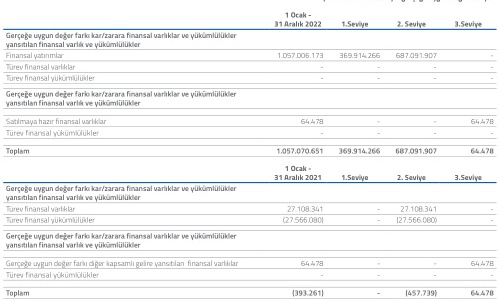 1 Ocak -
31 Aralık 2022 1.Seviye 2. Seviye 3.Seviye
Gerçeğe uygun değer farkı kar/zarara finansal varlıklar ve yükümlülükler
yansıtılan finansal varlık ve yükümlülükler
Finansal yatırımlar 1.057.006.173 369.914.266 687.091.907 -
Türev finansal varlıklar - - - -
Türev finansal yükümlülükler - - - -
Gerçeğe uygun değer farkı kar/zarara finansal varlıklar ve yükümlülükler
yansıtılan finansal varlık ve yükümlülükler
Satılmaya hazır finansal varlıklar 64.478 - - 64.478
Türev finansal yükümlülükler - - - -
Toplam 1.057.070.651 369.914.266 687.091.907 64.478
1 Ocak -
31 Aralık 2021 1.Seviye 2. Seviye 3.Seviye
Gerçeğe uygun değer farkı kar/zarara finansal varlıklar ve yükümlülükler
yansıtılan finansal varlık ve yükümlülükler
Türev finansal varlıklar 27.108.341 - 27.108.341 -
Türev finansal yükümlülükler (27.566.080) - (27.566.080) -
Gerçeğe uygun değer farkı kar/zarara finansal varlıklar ve yükümlülükler
yansıtılan finansal varlık ve yükümlülükler
Gerçeğe uygun değer farkı diğer kapsamlı gelire yansıtılan finansal varlıklar 64.478 - - 64.478
Türev finansal yükümlülükler - - - -
Toplam (393.261) - (457.739) 64.478